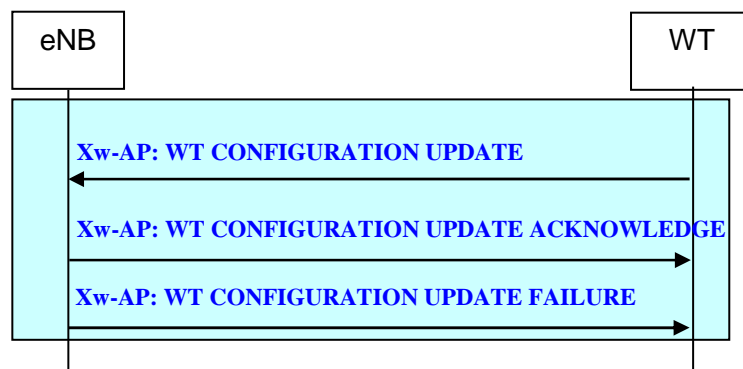 eNB
WT
Xw-AP: WT CONFIGURATION UPDATE
Xw-AP: WT CONFIGURATION UPDATE ACKNOWLEDGE
Xw-AP: WT CONFIGURATION UPDATE FAILURE